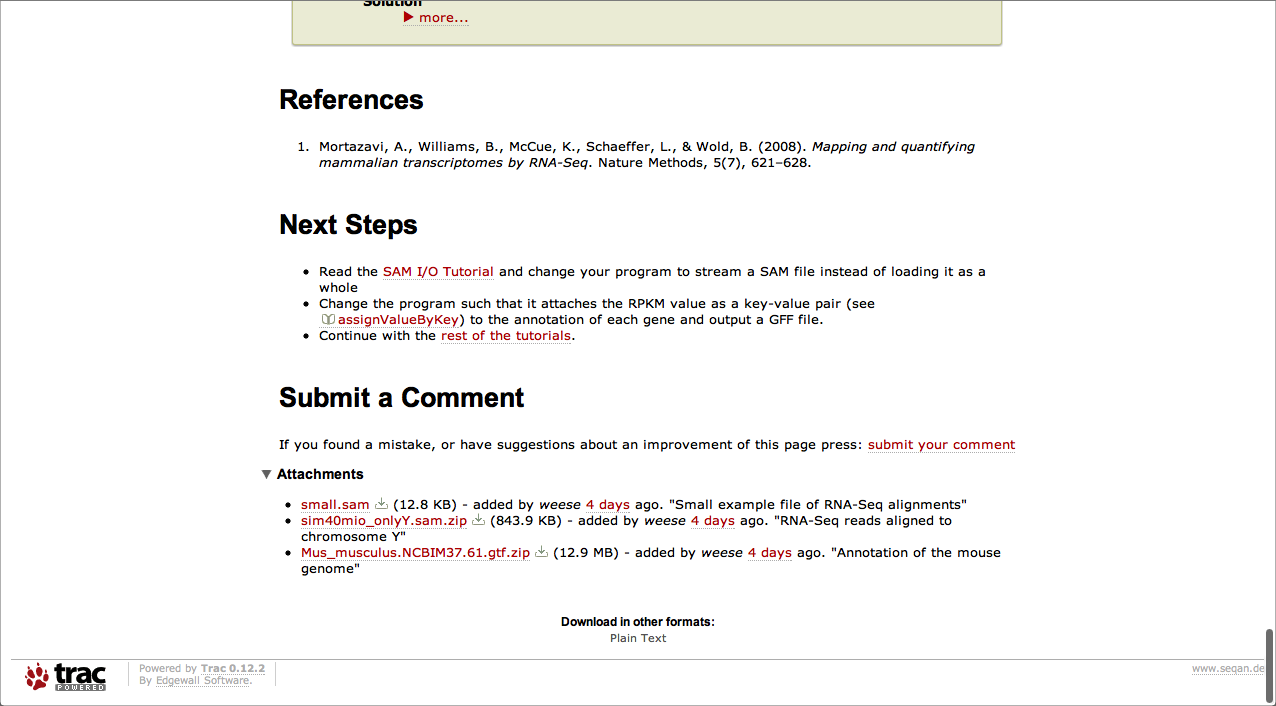 Solution
more...
References
1. Mortazavi, A., Williams, B., McCue, K., Schaeffer, L., & Wold, B. (2008). Mapping and quantifying
mammalian transcriptomes by RNA-Seq. Nature Methods, 5(7), 621–628.
Next Steps
Read the SAM I/O Tutorial and change your program to stream a SAM file instead of loading it as a
whole
Change the program such that it attaches the RPKM value as a key-value pair (see
assignValueByKey) to the annotation of each gene and output a GFF file.
Continue with the rest of the tutorials.
Submit a Comment
If you found a mistake, or have suggestions about an improvement of this page press: submit your comment
Attachments
small.sam (12.8 KB) - added by weese 4 days ago. "Small example file of RNA-Seq alignments"
sim40mio_onlyY.sam.zip (843.9 KB) - added by weese 4 days ago. "RNA-Seq reads aligned to
chromosome Y"
Mus_musculus.NCBIM37.61.gtf.zip (12.9 MB) - added by weese 4 days ago. "Annotation of the mouse
genome"
Download in other formats:
Plain Text
trac
POWERED
Powered by Trac 0.12.2
By Edgewall Software.
www.seqan.de